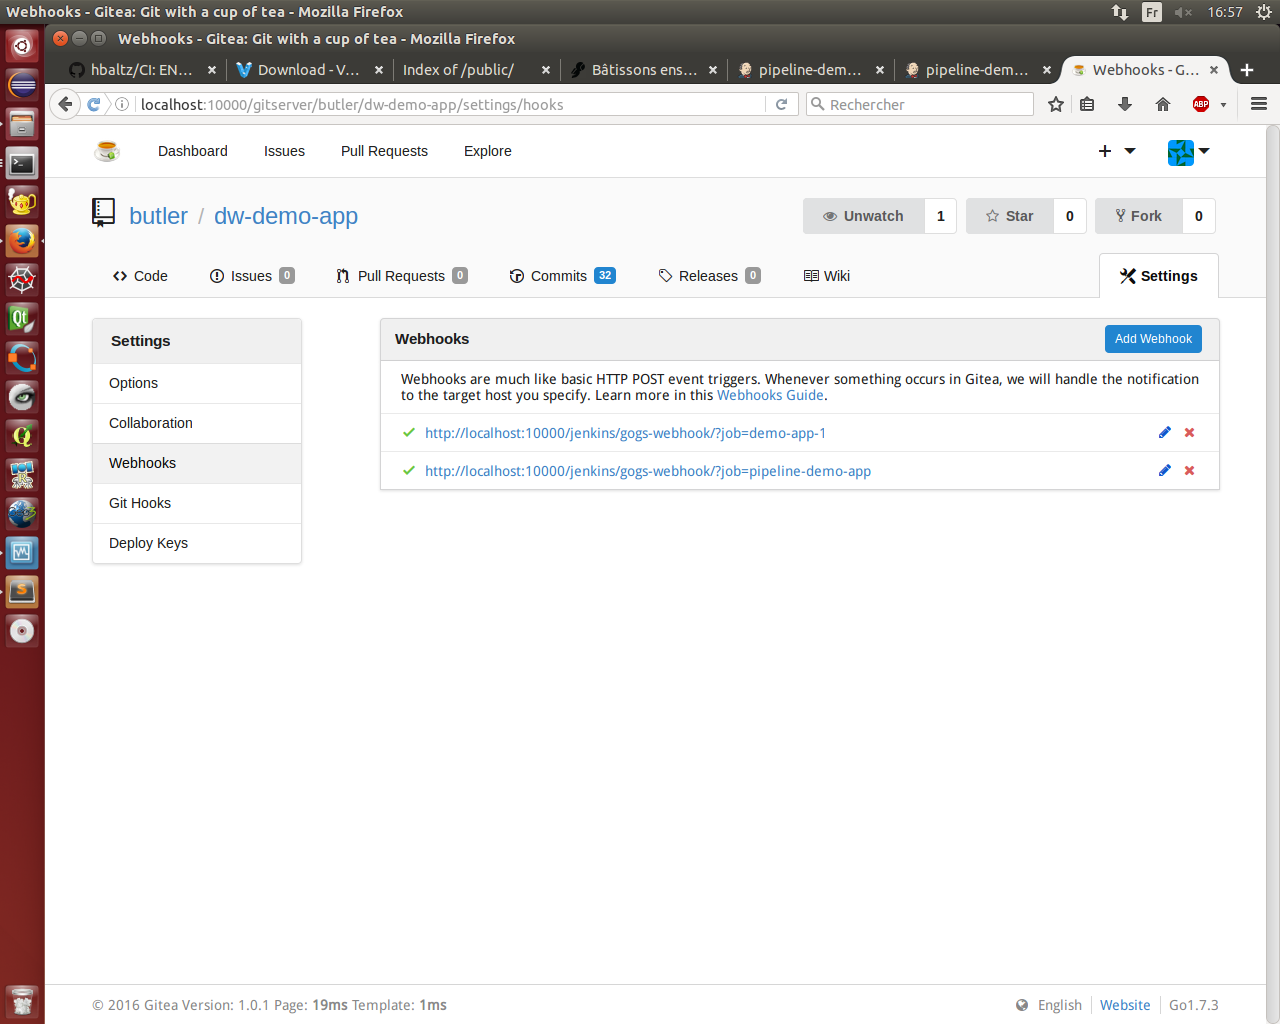 Webhooks - Gitea: Git with a cup of tea - Mozilla Firefox
Fr
16:57
Webhooks - Gitea: Git with a cup of tea - Mozilla Firefox
hbaltz/CI: EN…
Download - V…
Index of /public/
Bâtissons ens…
pipeline-dem…
pipeline-dem…
Webhooks - G…
localhost:10000/gitserver/butler/dw-demo-app/settings/hooks
Rechercher
ABP
Dashboard
Issues
Pull Requests
Explore
butler / dw-demo-app
Unwatch 1
Star 0
Fork 0
Code
Issues 0
Pull Requests 0
Commits 32
Releases 0
Wiki
Settings
Settings
Options
Collaboration
Webhooks
Git Hooks
Deploy Keys
Webhooks
Add Webhook
Webhooks are much like basic HTTP POST event triggers. Whenever something occurs in Gitea, we will handle the notification
to the target host you specify. Learn more in this Webhooks Guide.
http://localhost:10000/jenkins/gogs-webhook/?job=demo-app-1
http://localhost:10000/jenkins/gogs-webhook/?job=pipeline-demo-app
© 2016 Gitea Version: 1.0.1 Page: 19ms Template: 1ms
English
Website
Go1.7.3